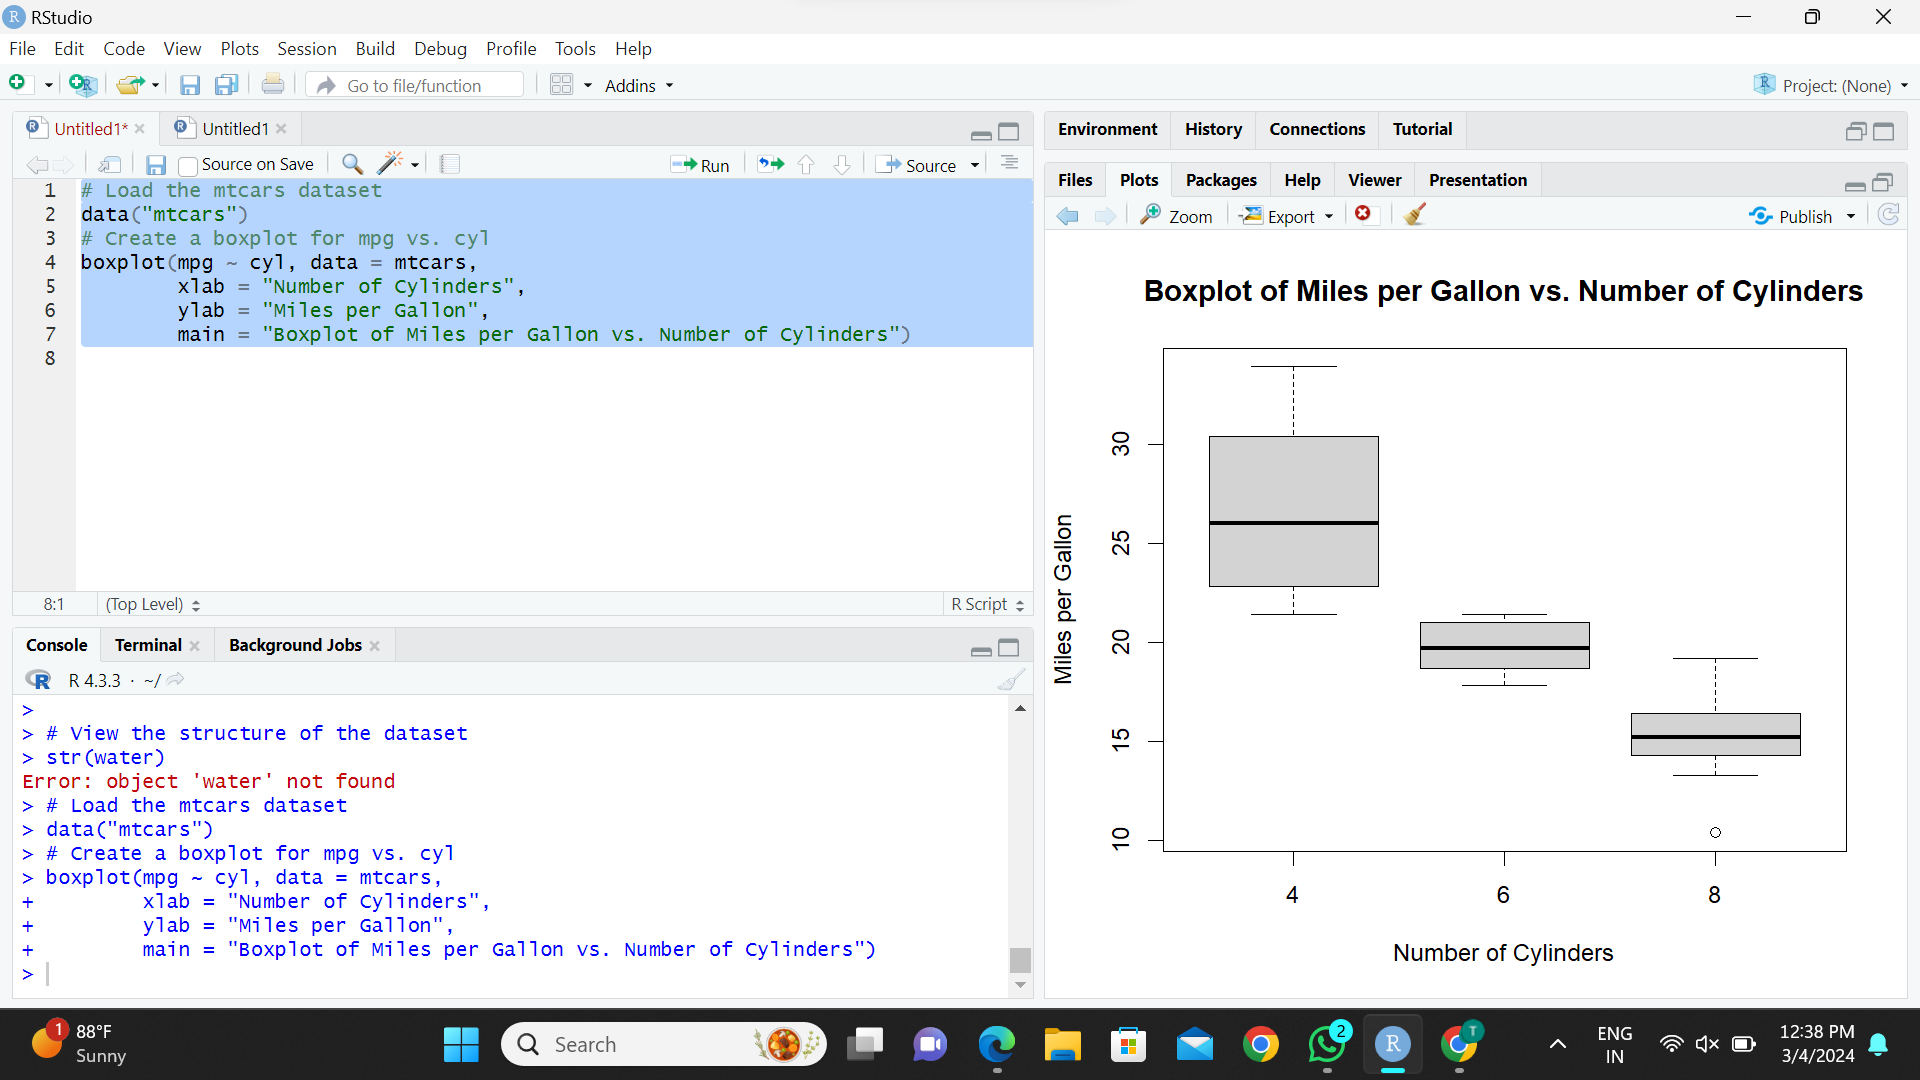 RStudio
File Edit Code View Plots Session Build Debug Profile Tools Help
Go to file/function Addins Project: (None)
Untitled1* Untitled1
Source on Save Run Source
1 # Load the mtcars dataset
2 data("mtcars")
3 # Create a boxplot for mpg vs. cyl
4 boxplot(mpg ~ cyl, data = mtcars,
5 xlab = "Number of Cylinders",
6 ylab = "Miles per Gallon",
7 main = "Boxplot of Miles per Gallon vs. Number of Cylinders")
8
8:1 (Top Level) R Script
Console Terminal Background Jobs
R 4.3.3 · ~/
>
> # View the structure of the dataset
> str(water)
Error: object 'water' not found
> # Load the mtcars dataset
> data("mtcars")
> # Create a boxplot for mpg vs. cyl
> boxplot(mpg ~ cyl, data = mtcars,
+ xlab = "Number of Cylinders",
+ ylab = "Miles per Gallon",
+ main = "Boxplot of Miles per Gallon vs. Number of Cylinders")
>
Environment History Connections Tutorial
Files Plots Packages Help Viewer Presentation
Zoom Export Publish
Boxplot of Miles per Gallon vs. Number of Cylinders
Miles per Gallon
30
25
20
15
10
4 6 8
Number of Cylinders
1
88°F
Sunny
Search
2
R
T
ENG
IN
12:38 PM
3/4/2024